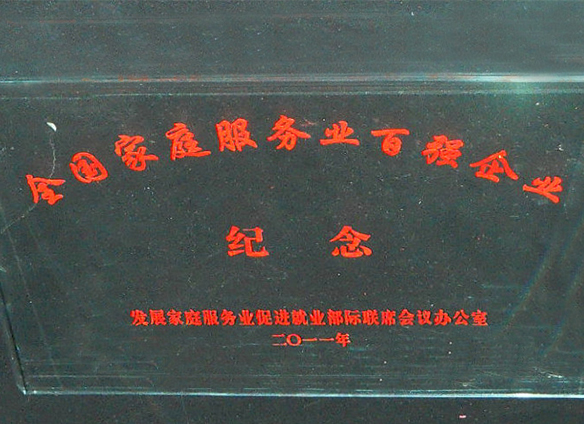 全国家庭服务业百强企业
纪念
发展家庭服务业促进就业部际联席会议办公室
二〇一一年